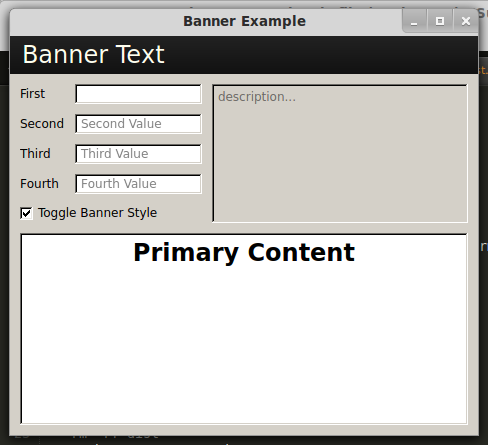 Banner Example
Banner Text
First
Second Second Value
Third Third Value
Fourth Fourth Value
Toggle Banner Style
description...
Primary Content